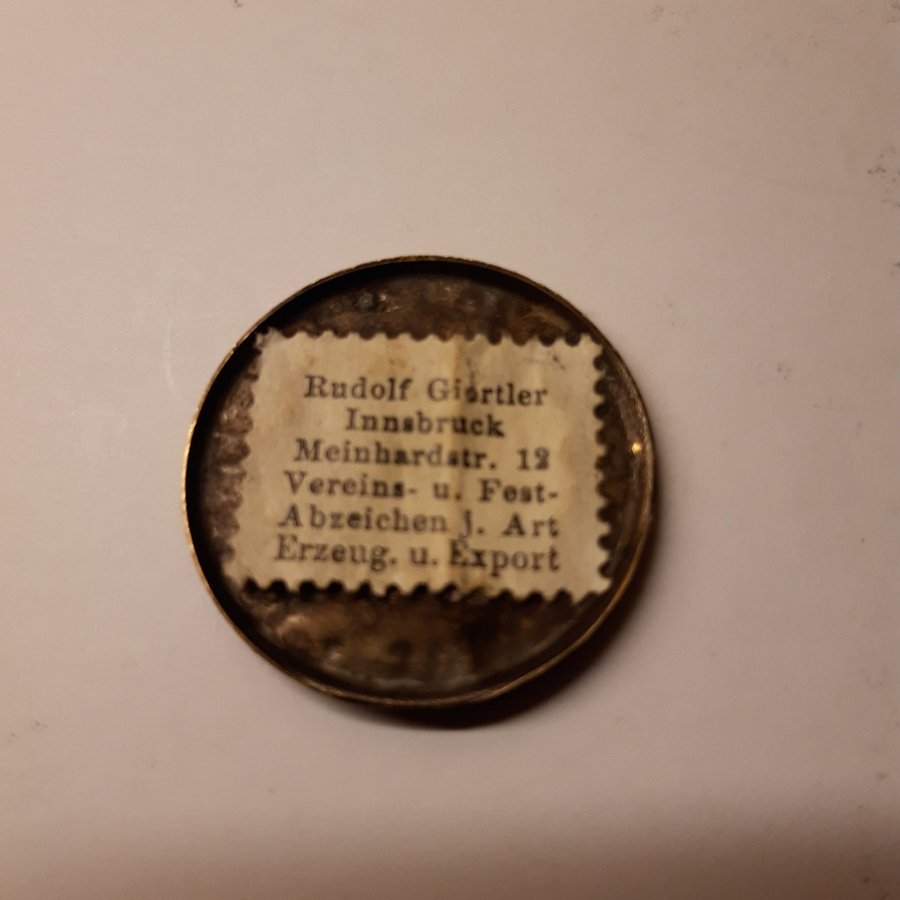 Rudolf Giertler
Innsbruck
Meinhardstr. 12
Vereins- u. Fest-
Abzeichen j. Art
Erzeug. u. Export